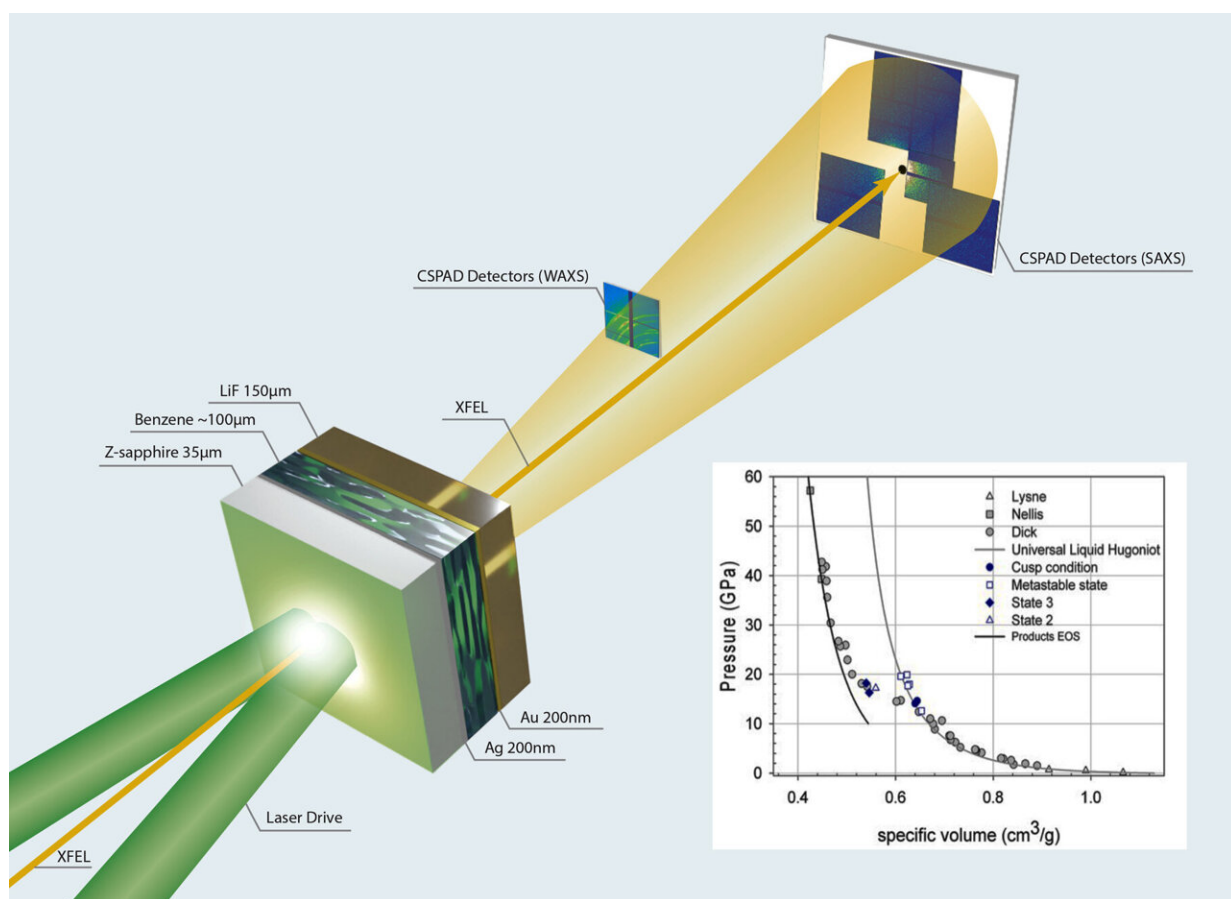 CSPAD Detectors (SAXS)
CSPAD Detectors (WAXS)
LiF 150μm
Benzene ~100μm
XFEL
Z-sapphire 35μm
Au 200nm
Ag 200nm
Laser Drive
XFEL
60
50
40
30
20
10
0
Pressure (GPa)
Lysne
Nellis
Dick
Universal Liquid Hugoniot
Cusp condition
Metastable state
State 3
State 2
Products EOS
0.4 0.6 0.8 1.0
specific volume (cm³/g)